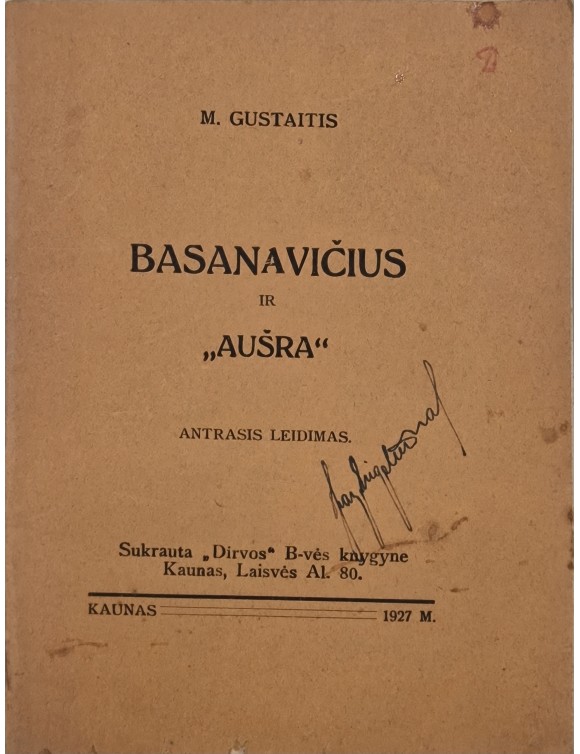 M. GUSTAITIS
BASANAVIČIUS
IR
„AUŠRA“
ANTRASIS LEIDIMAS.
Sukrauta „Dirvos“ B-vės knygyne
Kaunas, Laisvės Al. 80.
KAUNAS 1927 M.